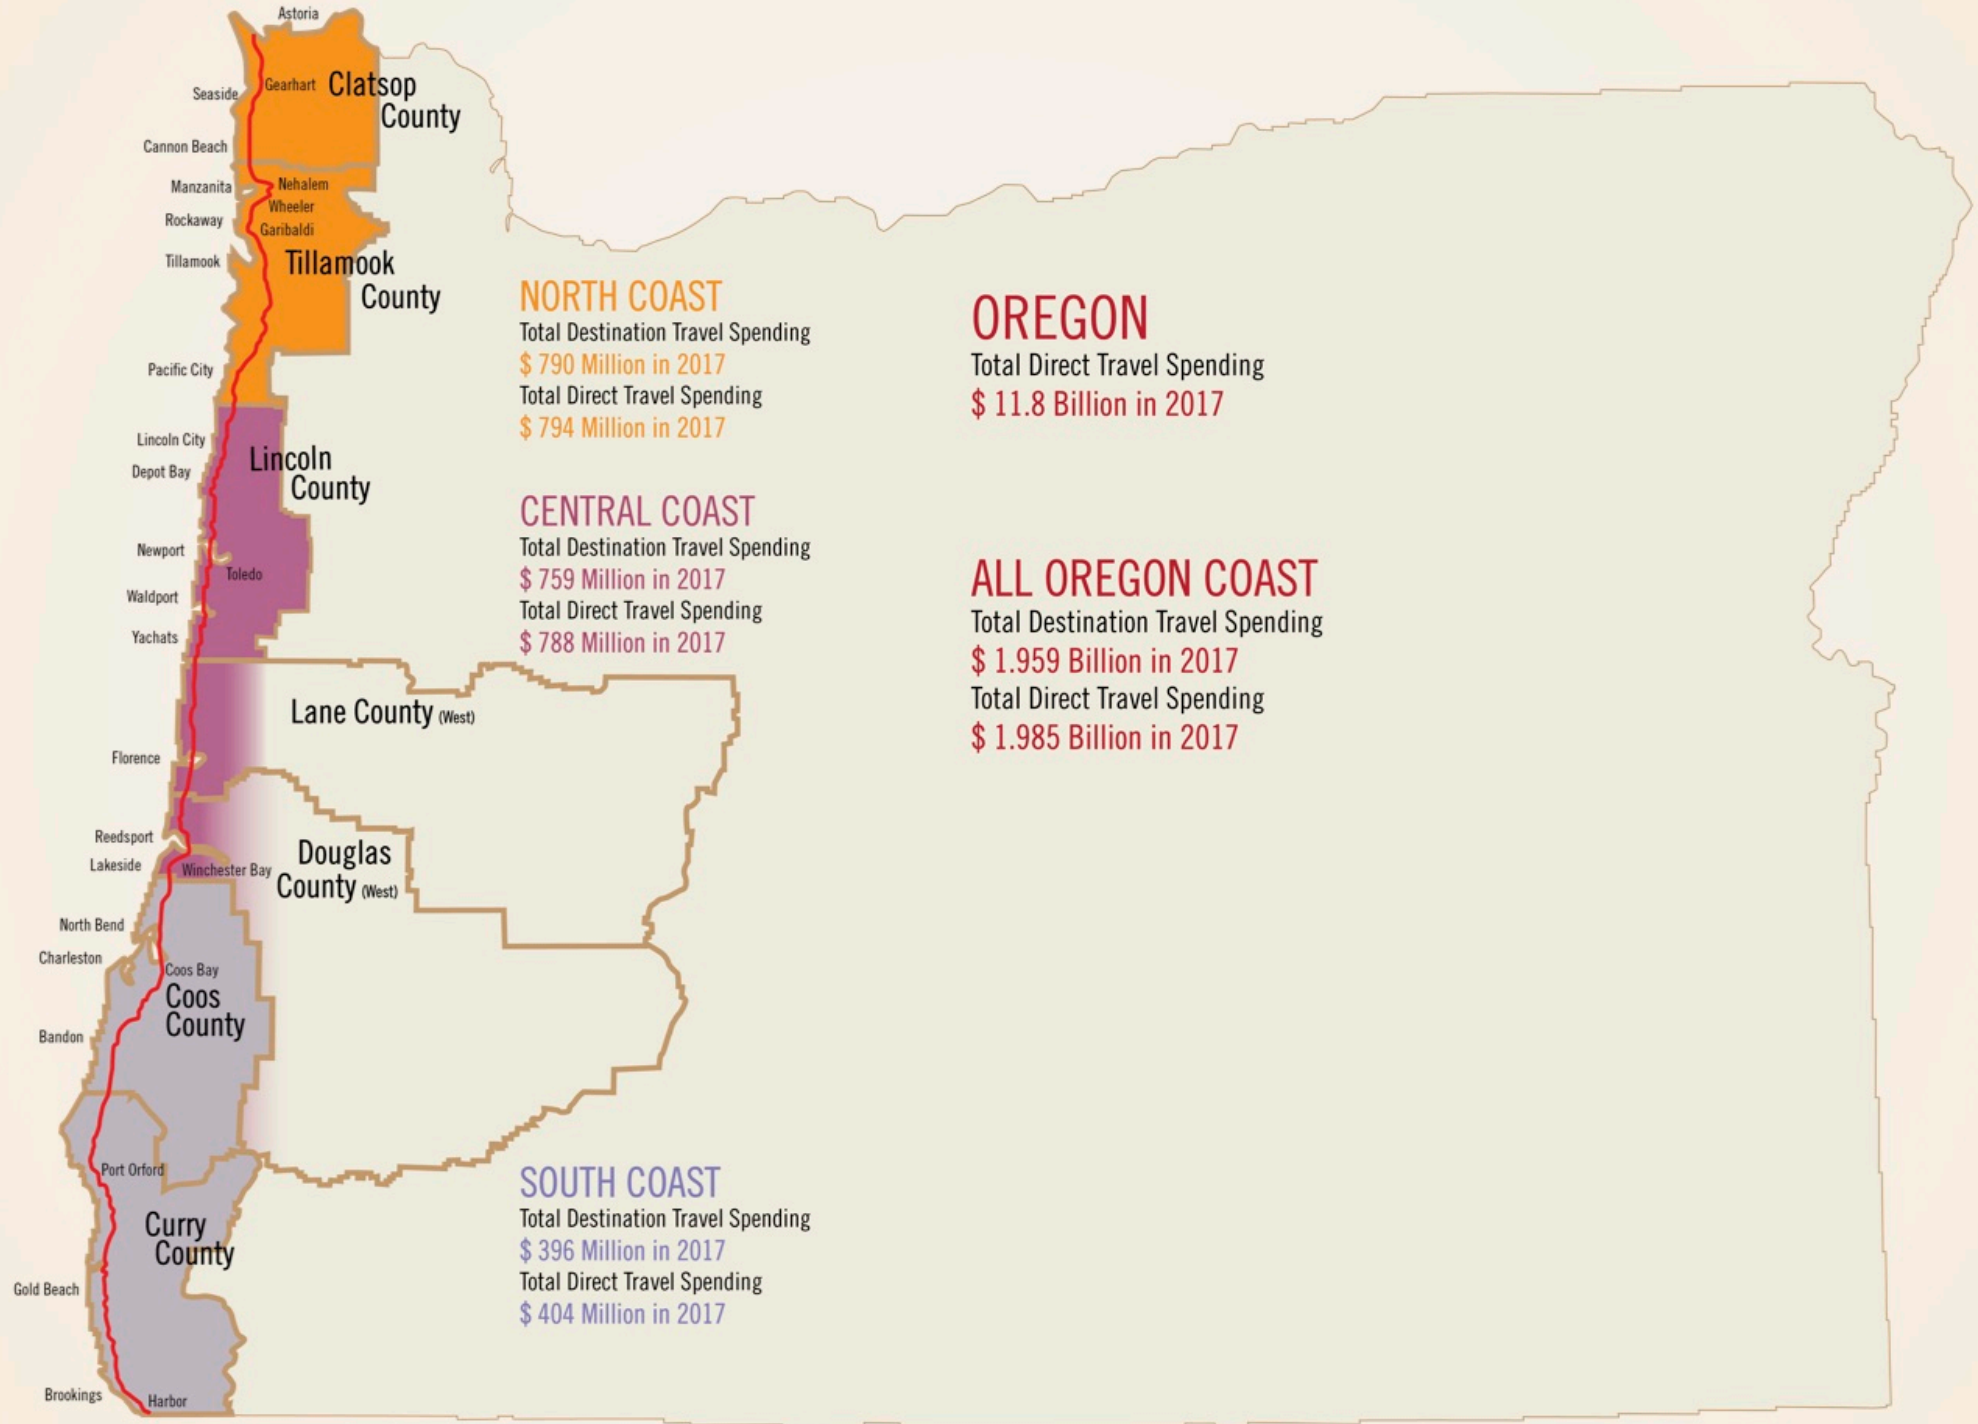 Astoria
Gearhart
Clatsop
County
Seaside
Cannon Beach
Manzanita
Nehalem
Wheeler
Rockaway
Garibaldi
Tillamook
Tillamook
County
Pacific City
Lincoln City
Depot Bay
Lincoln
County
Newport
Toledo
Waldport
Yachats
Lane County (West)
Florence
Reedsport
Lakeside
Winchester Bay
Douglas
County (West)
North Bend
Charleston
Coos Bay
Coos
County
Bandon
Port Orford
Curry
County
Gold Beach
Brookings
Harbor
NORTH COAST
Total Destination Travel Spending
$ 790 Million in 2017
Total Direct Travel Spending
$ 794 Million in 2017
CENTRAL COAST
Total Destination Travel Spending
$ 759 Million in 2017
Total Direct Travel Spending
$ 788 Million in 2017
SOUTH COAST
Total Destination Travel Spending
$ 396 Million in 2017
Total Direct Travel Spending
$ 404 Million in 2017
OREGON
Total Direct Travel Spending
$ 11.8 Billion in 2017
ALL OREGON COAST
Total Destination Travel Spending
$ 1.959 Billion in 2017
Total Direct Travel Spending
$ 1.985 Billion in 2017